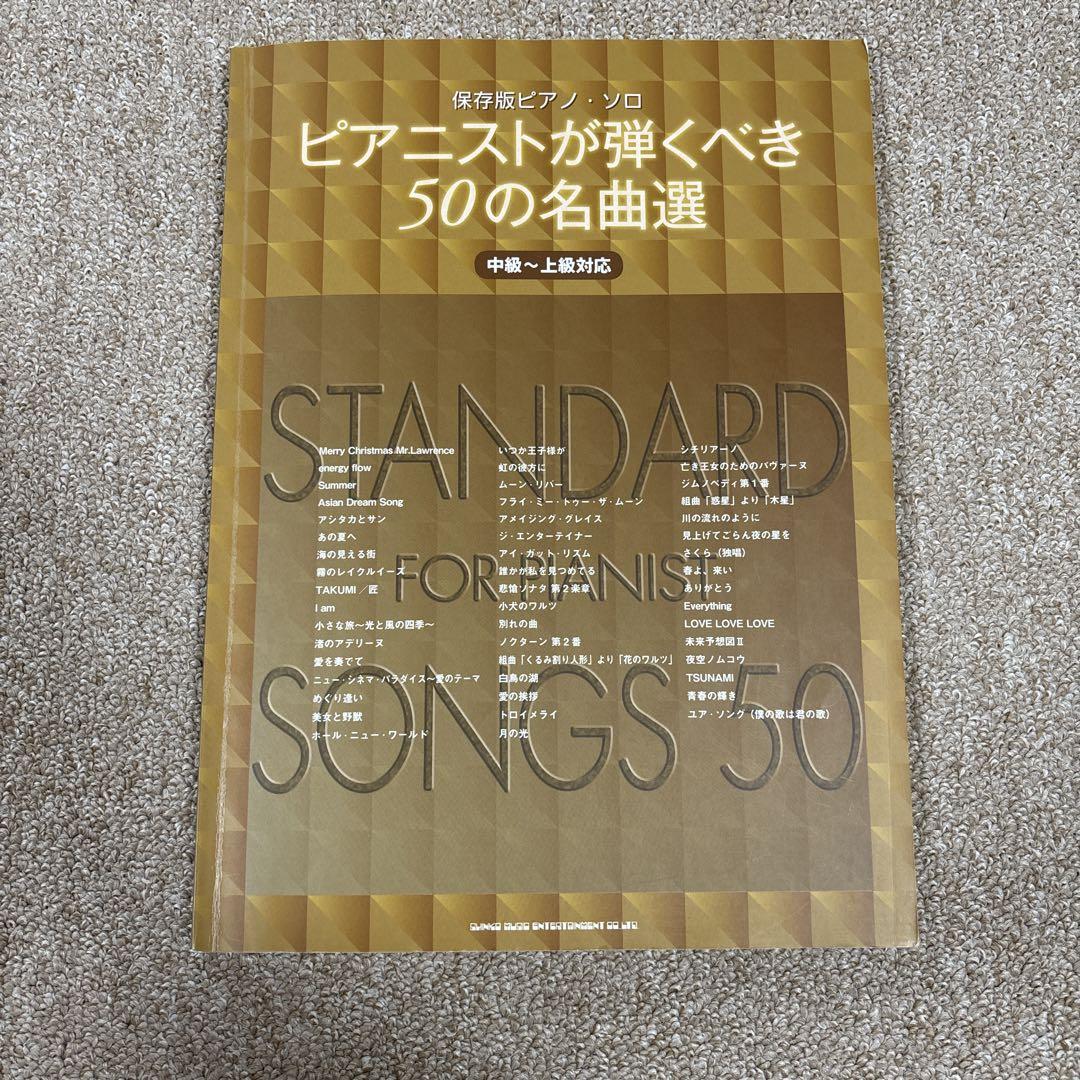 保存版ピアノ・ソロ
ピアニストが弾くべき
50の名曲選
中級〜上級対応
STANDARD
FOR PIANIST
SONGS 50
Merry Christmas Mr.Lawrence
energy flow
Summer
Asian Dream Song
アシタカとサン
あの夏へ
海の見える街
霧のレイクルイーズ
TAKUMI／匠
I am
小さな旅〜光と風の四季〜
渚のアデリーヌ
愛を奏でて
ニュー・シネマ・パラダイス〜愛のテーマ
めぐり逢い
美女と野獣
ホール・ニュー・ワールド
いつか王子様が
虹の彼方に
ムーン・リバー
フライ・ミー・トゥー・ザ・ムーン
アメイジング・グレイス
ジ・エンターテイナー
アイ・ガット・リズム
誰かが私を見つめてる
悲愴ソナタ 第２楽章
小犬のワルツ
別れの曲
ノクターン 第２番
組曲「くるみ割り人形」より「花のワルツ」
白鳥の湖
愛の挨拶
トロイメライ
月の光
シチリアーノ
亡き王女のためのパヴァーヌ
ジムノペディ第１番
組曲「惑星」より「木星」
川の流れのように
見上げてごらん夜の星を
さくら（独唱）
春よ、来い
ありがとう
Everything
LOVE LOVE LOVE
未来予想図Ⅱ
夜空ノムコウ
TSUNAMI
青春の輝き
ユア・ソング（僕の歌は君の歌）
SHINKO MUSIC ENTERTAINMENT CO.LTD.